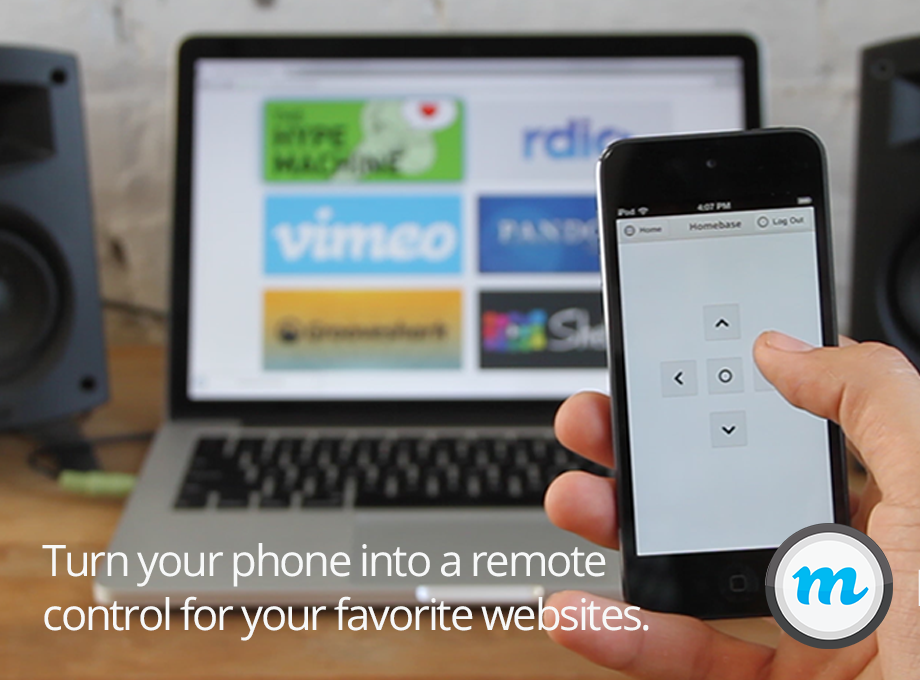 THE
HYPE
MACHINE
rdio
vimeo
Grooveshark
iPod 4:07 PM
Home Homebase Log Out
Turn your phone into a remote
control for your favorite websites.
m